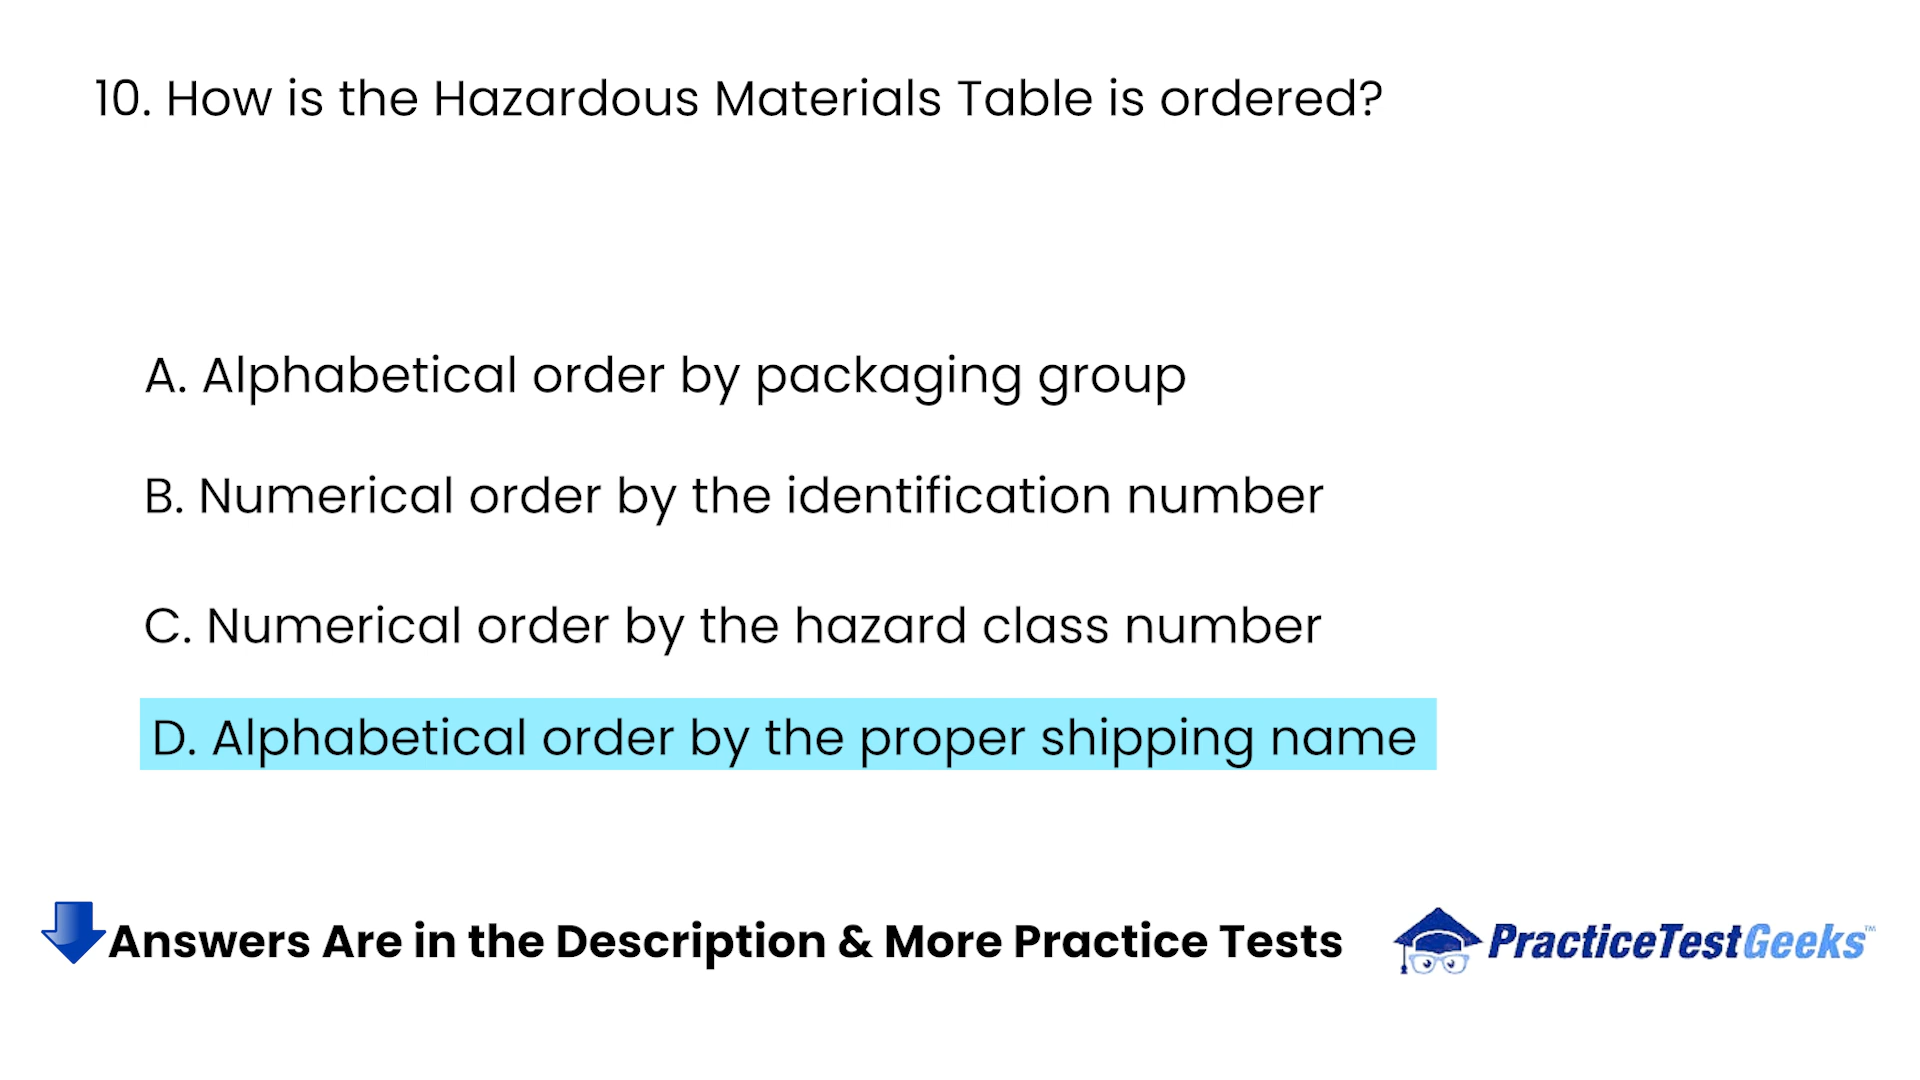 10. How is the Hazardous Materials Table is ordered?
A. Alphabetical order by packaging group
B. Numerical order by the identification number
C. Numerical order by the hazard class number
D. Alphabetical order by the proper shipping name
Answers Are in the Description & More Practice Tests
PracticeTestGeeks™